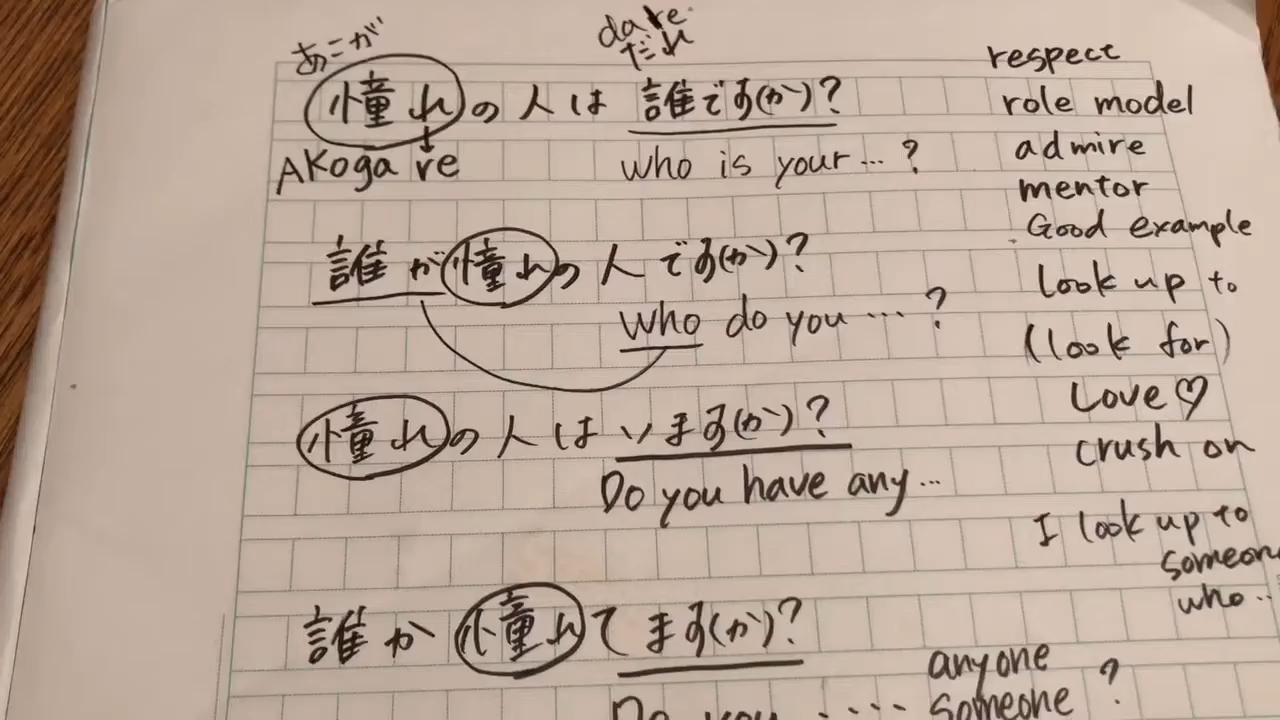 あこが
dare
だれ
憧れの人は 誰です(か)?
AKoga re
who is your... ?
誰が憧れの人です(か)?
Who do you ... ?
憧れの人はいます(か)?
Do you have any...
誰か憧れてます(か)?
Do you .... anyone
someone ?
respect
role model
admire
mentor
Good example
look up to
(look for)
Love♡
crush on
I look up to
someone
who..